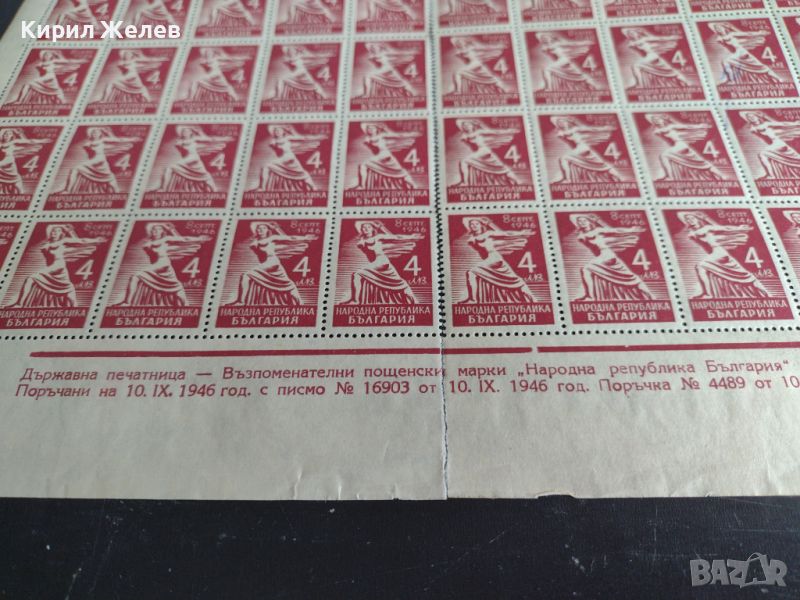 Кирил Желев
8 СЕПТ.
1946
4
ЛВ
НАРОДНА РЕПУБЛИКА
БЪЛГАРИЯ
Държавна печатница — Възпоменателни пощенски марки „Народна република България"
Поръчани на 10. IX. 1946 год. с писмо № 16903 от 10. IX. 1946 год. Поръчка № 4489 от 10
BAZAR